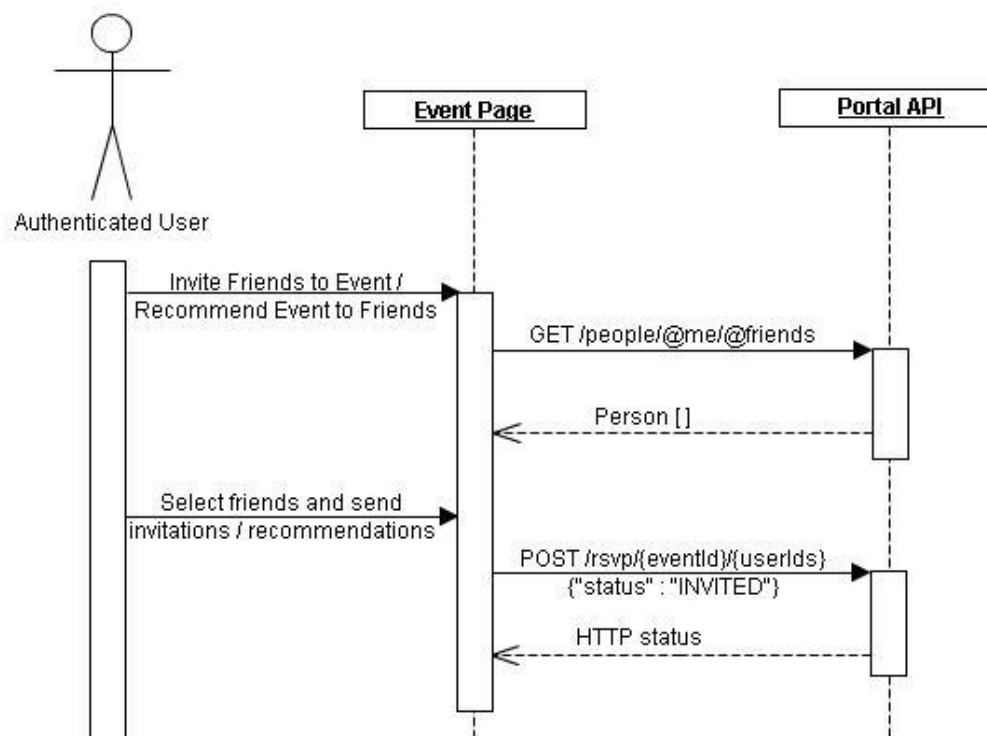 Event Page
Portal API
Authenticated User
Invite Friends to Event /
Recommend Event to Friends
GET /people/@me/@friends
Person [ ]
Select friends and send
invitations / recommendations
POST /rsvp/{eventId}/{userIds}
{"status" : "INVITED"}
HTTP status